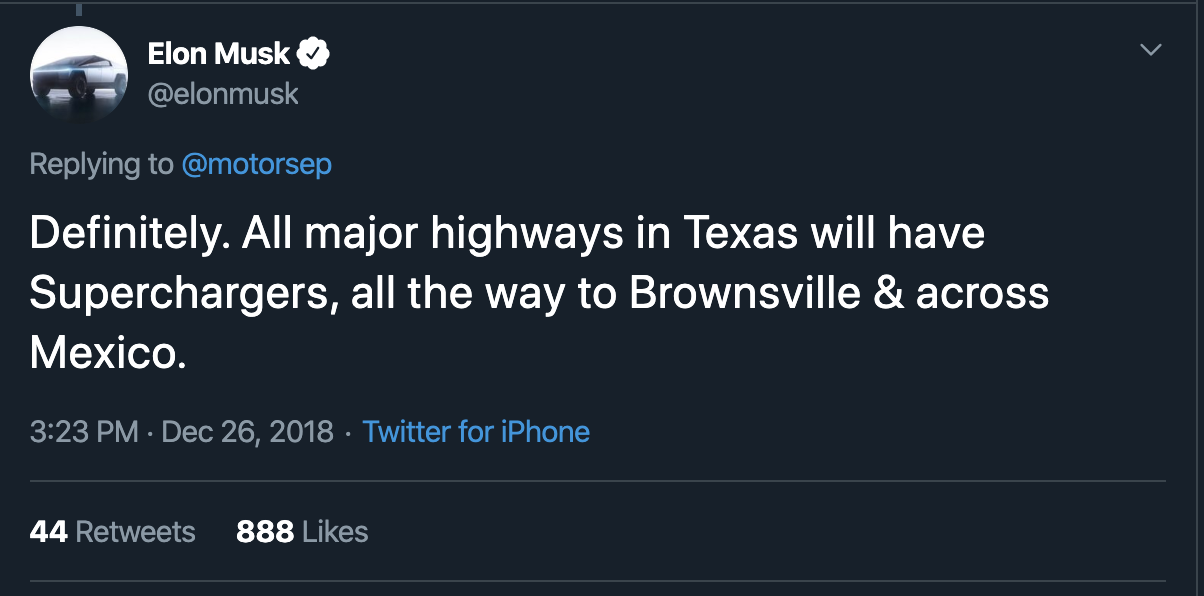 Elon Musk
@elonmusk
Replying to @motorsep
Definitely. All major highways in Texas will have
Superchargers, all the way to Brownsville & across
Mexico.
3:23 PM · Dec 26, 2018 · Twitter for iPhone
44 Retweets 888 Likes